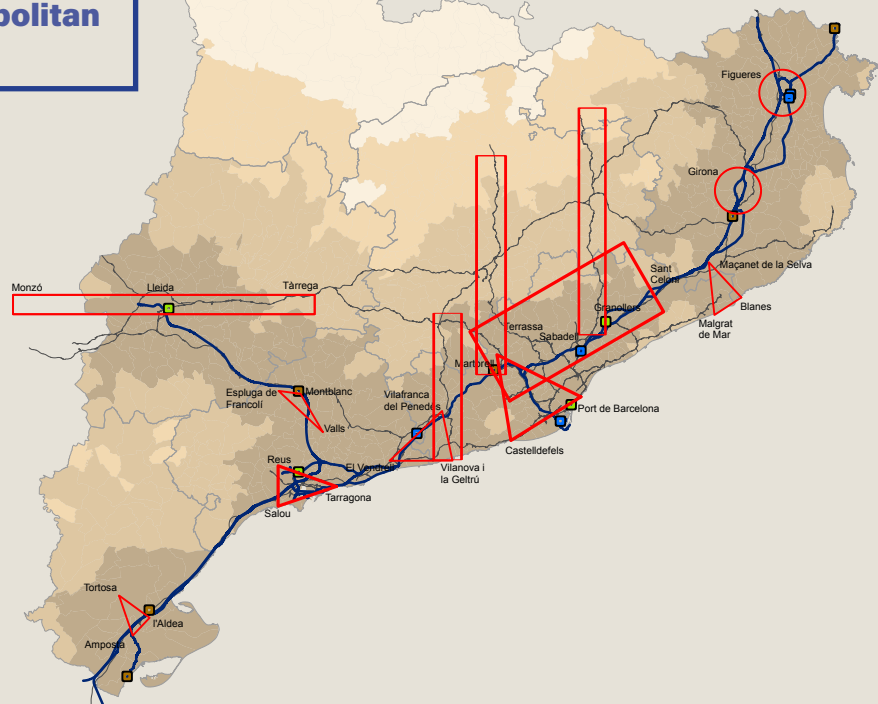 politan
Figueres
Girona
Sant
Celoni
Maçanet de la Selva
Monzó
Lleida
Tàrrega
Blanes
Granollers
Malgrat
de Mar
Terrassa
Sabadell
Martorell
Espluga de
Francolí
Montblanc
Vilafranca
del Penedès
Port de Barcelona
Valls
Castelldefels
Reus
El Vendrell
Vilanova i
la Geltrú
Tarragona
Salou
Tortosa
l'Aldea
Amposta